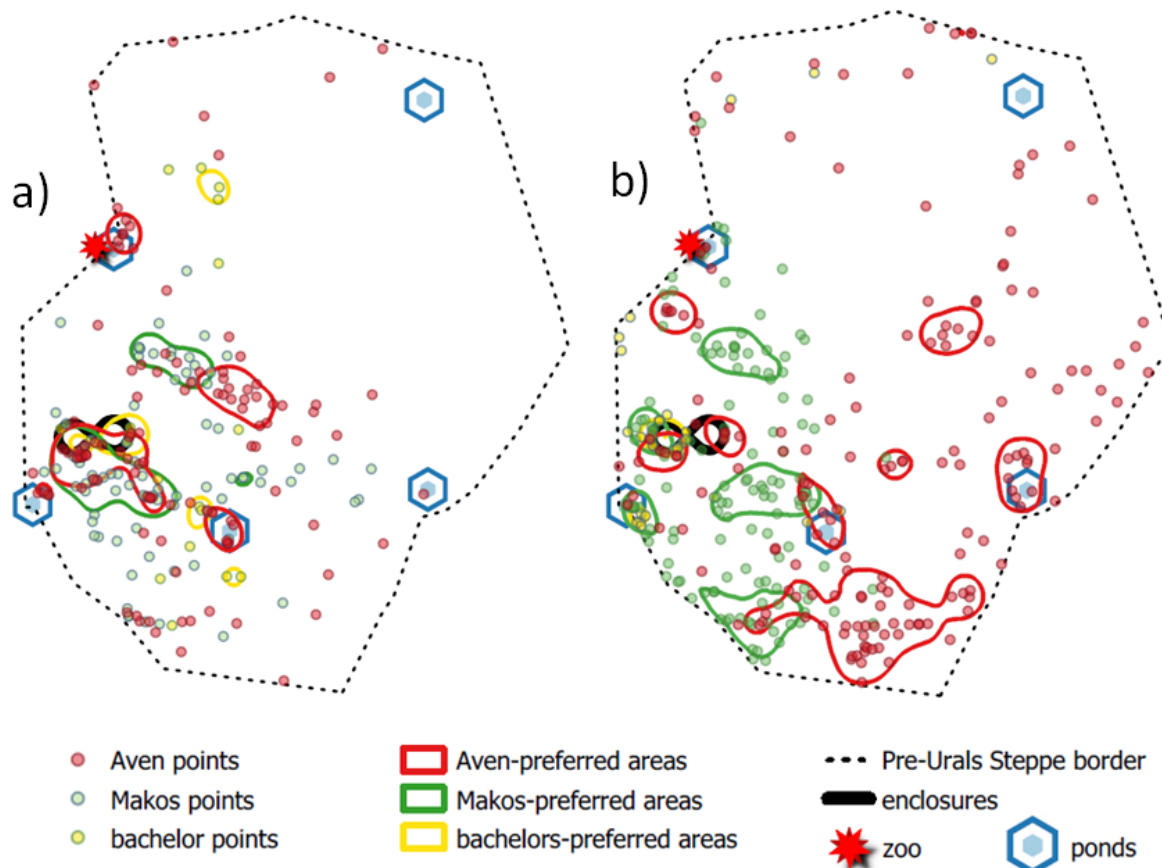 a)
b)
Aven points
Aven-preferred areas
Pre-Urals Steppe border
Makos points
Makos-preferred areas
enclosures
bachelor points
bachelors-preferred areas
zoo
ponds